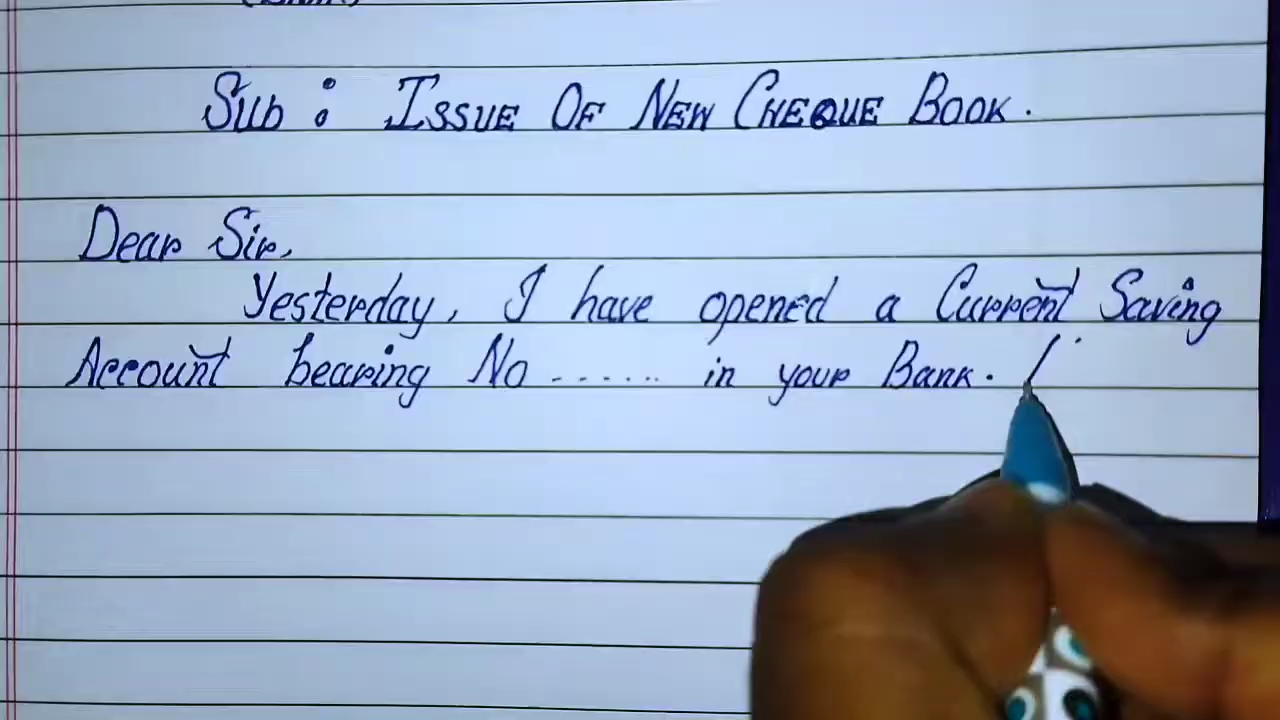 Sub : ISSUE OF NEW CHEQUE BOOK.
Dear Sir,
Yesterday, I have opened a Current Saving
Account bearing No ....... in your Bank.